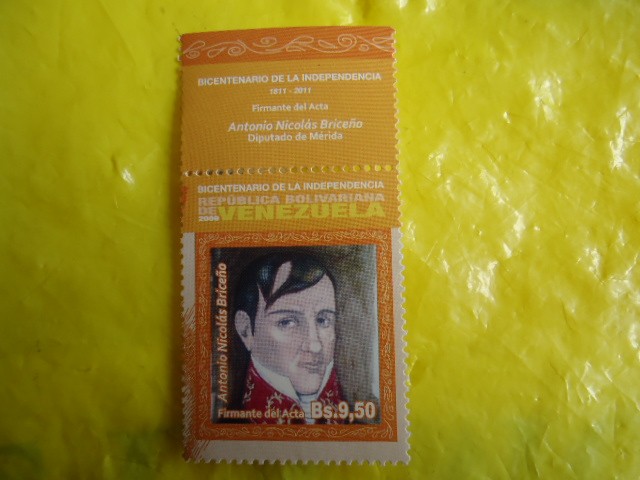 BICENTENARIO DE LA INDEPENDENCIA
1811 - 2011
Firmante del Acta
Antonio Nicolás Briceño
Diputado de Mérida
BICENTENARIO DE LA INDEPENDENCIA
REPÚBLICA BOLIVARIANA
DE VENEZUELA
2009
Antonio Nicolás Briceño
Firmante del Acta Bs.9,50